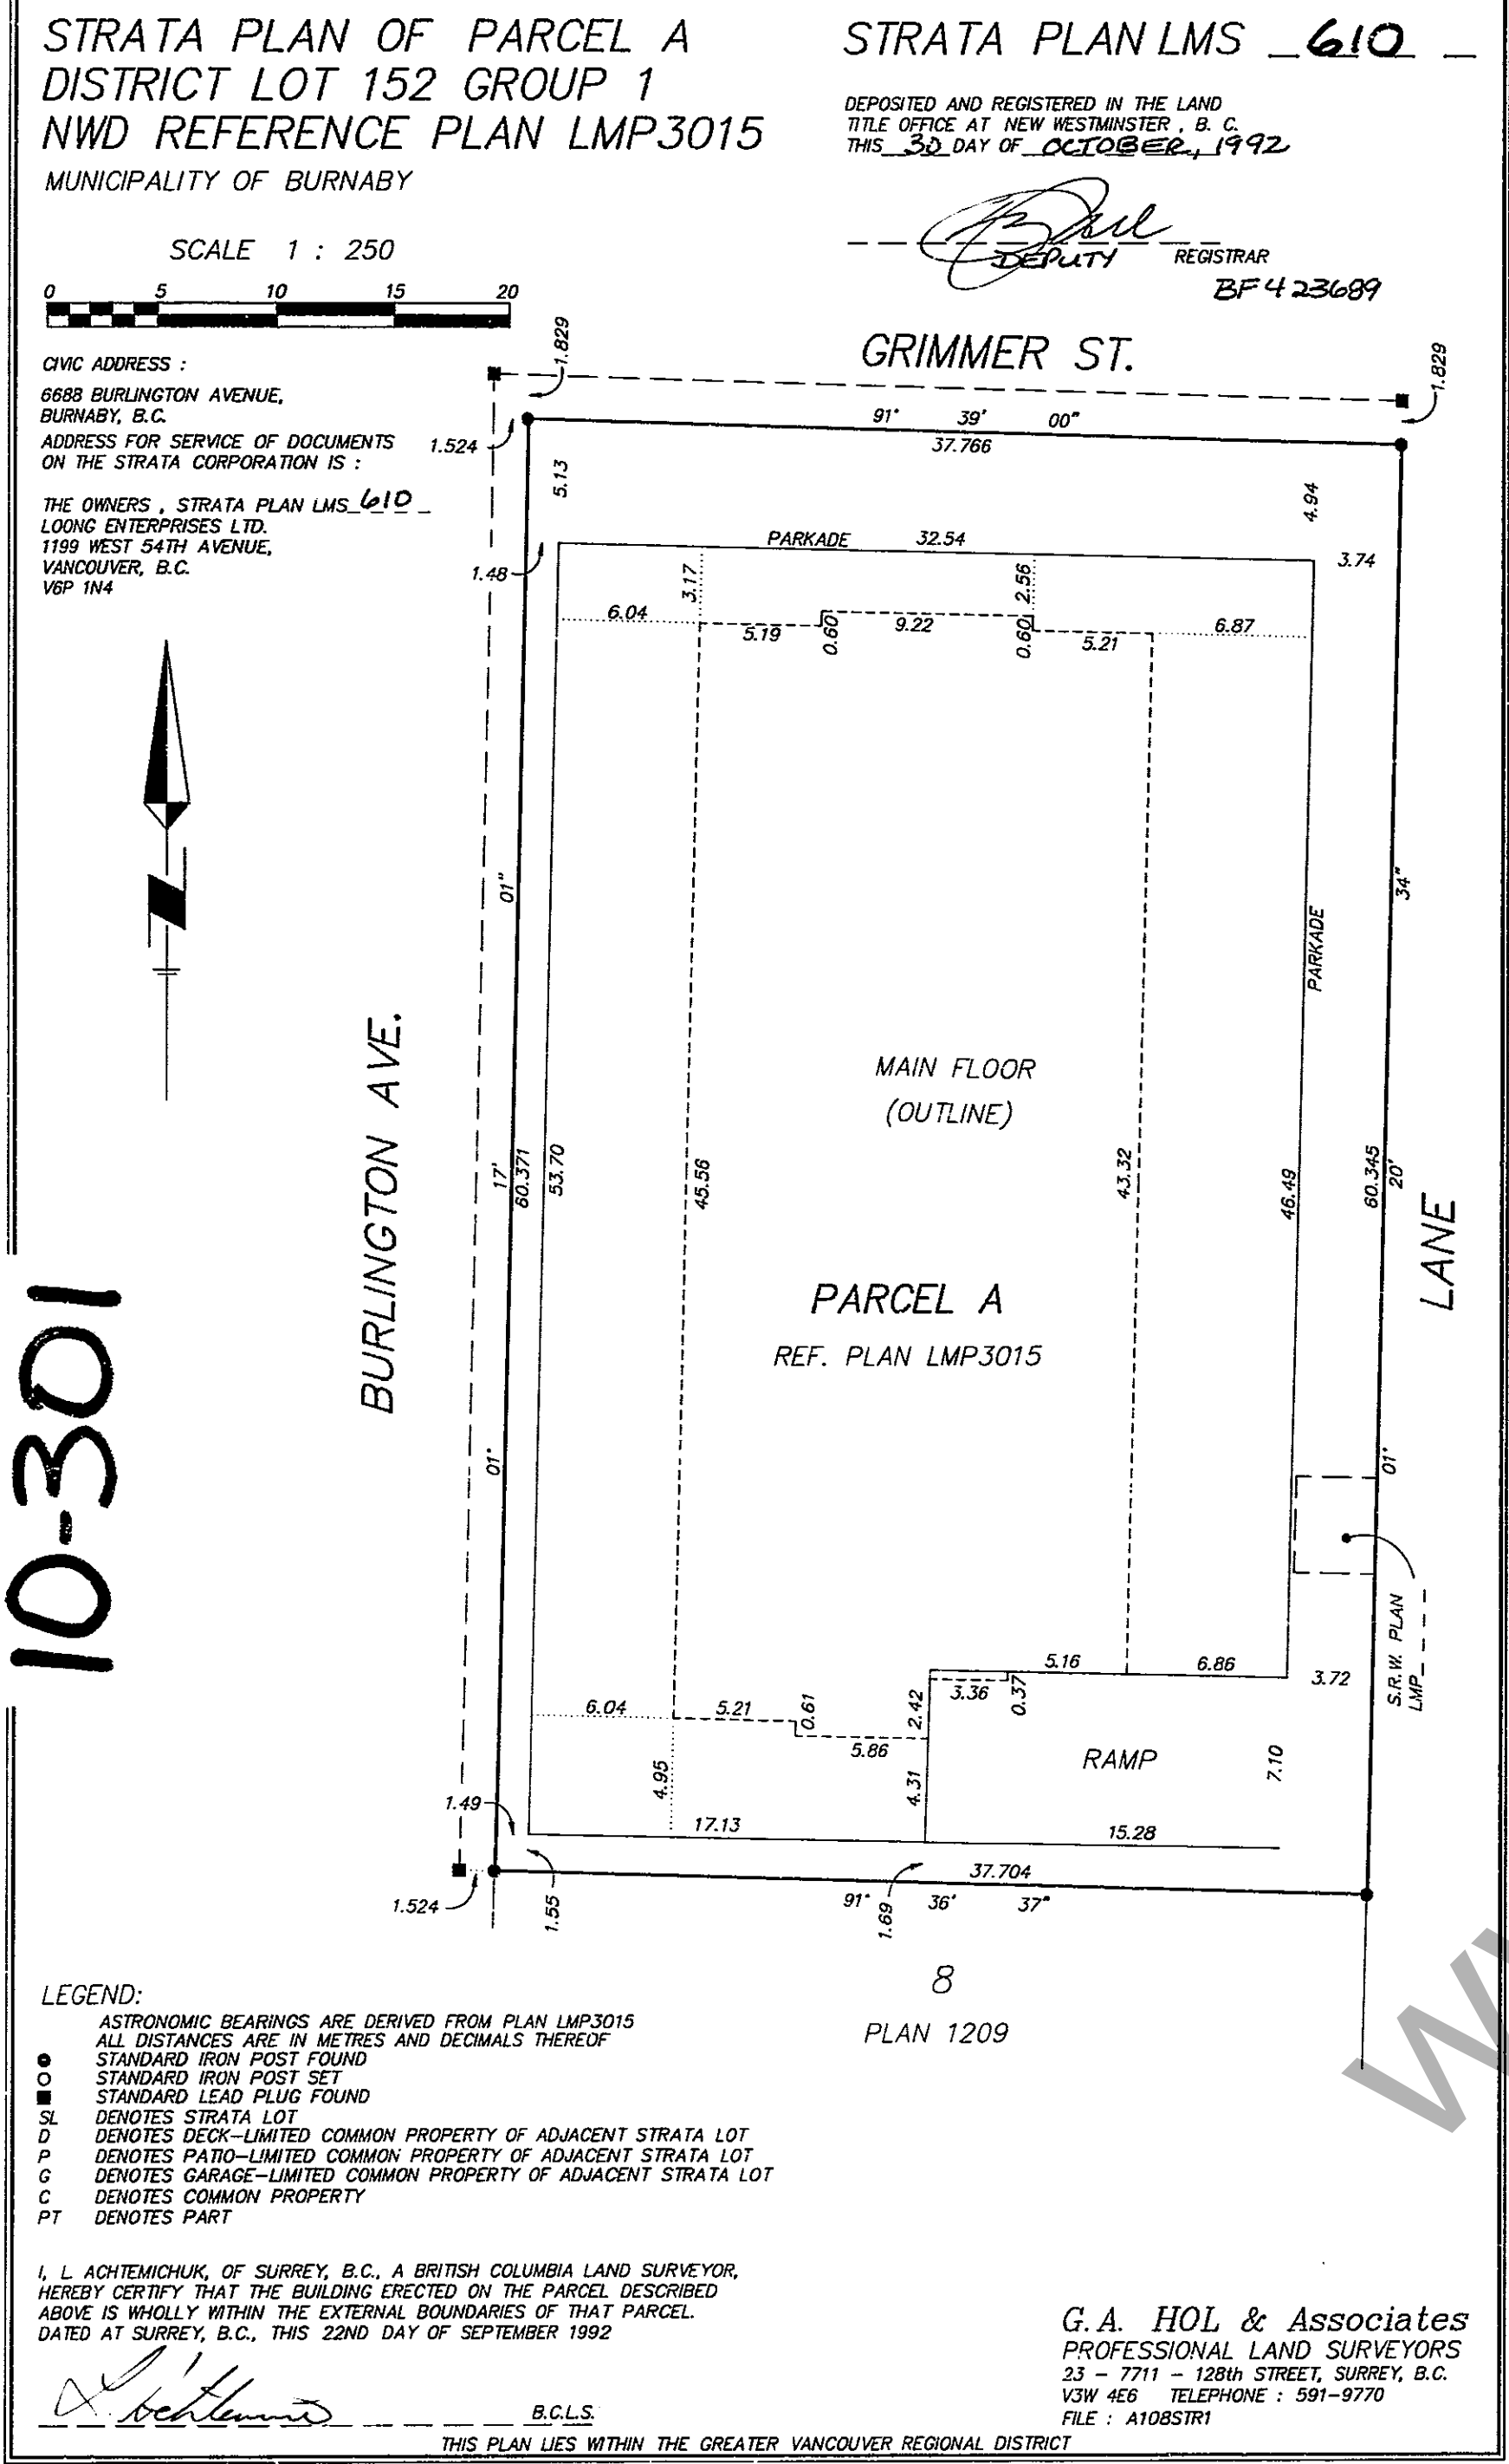 STRATA PLAN OF PARCEL A
DISTRICT LOT 152 GROUP 1
NWD REFERENCE PLAN LMP3015
MUNICIPALITY OF BURNABY
SCALE 1 : 250
0 5 10 15 20
STRATA PLAN LMS 610
DEPOSITED AND REGISTERED IN THE LAND
TITLE OFFICE AT NEW WESTMINSTER , B. C.
THIS 30 DAY OF OCTOBER, 1992
DEPUTY REGISTRAR
BF423689
CIVIC ADDRESS :
6688 BURLINGTON AVENUE,
BURNABY, B.C.
ADDRESS FOR SERVICE OF DOCUMENTS
ON THE STRATA CORPORATION IS :
THE OWNERS , STRATA PLAN LMS 610
LOONG ENTERPRISES LTD.
1199 WEST 54TH AVENUE,
VANCOUVER, B.C.
V6P 1N4
GRIMMER ST.
1.829
1.829
91° 39' 00"
37.766
1.524
5.13
4.94
PARKADE 32.54
3.74
1.48
3.17
2.56
6.04
5.19
0.60
9.22
0.60
5.21
6.87
01"
34"
PARKADE
MAIN FLOOR
(OUTLINE)
BURLINGTON AVE.
17'
60.371
53.70
45.56
43.32
46.49
60.345
20'
LANE
PARCEL A
REF. PLAN LMP3015
01°
01°
10-301
S.R.W. PLAN
LMP
5.16
6.86
3.72
3.36
0.37
6.04
5.21
0.61
2.42
5.86
RAMP
7.10
4.95
4.31
1.49
17.13
15.28
37.704
1.524
1.55
91° 36' 37"
1.69
8
PLAN 1209
LEGEND:
ASTRONOMIC BEARINGS ARE DERIVED FROM PLAN LMP3015
ALL DISTANCES ARE IN METRES AND DECIMALS THEREOF
STANDARD IRON POST FOUND
STANDARD IRON POST SET
STANDARD LEAD PLUG FOUND
SL DENOTES STRATA LOT
D DENOTES DECK-LIMITED COMMON PROPERTY OF ADJACENT STRATA LOT
P DENOTES PATIO-LIMITED COMMON PROPERTY OF ADJACENT STRATA LOT
G DENOTES GARAGE-LIMITED COMMON PROPERTY OF ADJACENT STRATA LOT
C DENOTES COMMON PROPERTY
PT DENOTES PART
I, L ACHTEMICHUK, OF SURREY, B.C., A BRITISH COLUMBIA LAND SURVEYOR,
HEREBY CERTIFY THAT THE BUILDING ERECTED ON THE PARCEL DESCRIBED
ABOVE IS WHOLLY WITHIN THE EXTERNAL BOUNDARIES OF THAT PARCEL.
DATED AT SURREY, B.C., THIS 22ND DAY OF SEPTEMBER 1992
B.C.L.S.
G.A. HOL & Associates
PROFESSIONAL LAND SURVEYORS
23 - 7711 - 128th STREET, SURREY, B.C.
V3W 4E6 TELEPHONE : 591-9770
FILE : A108STR1
THIS PLAN LIES WITHIN THE GREATER VANCOUVER REGIONAL DISTRICT